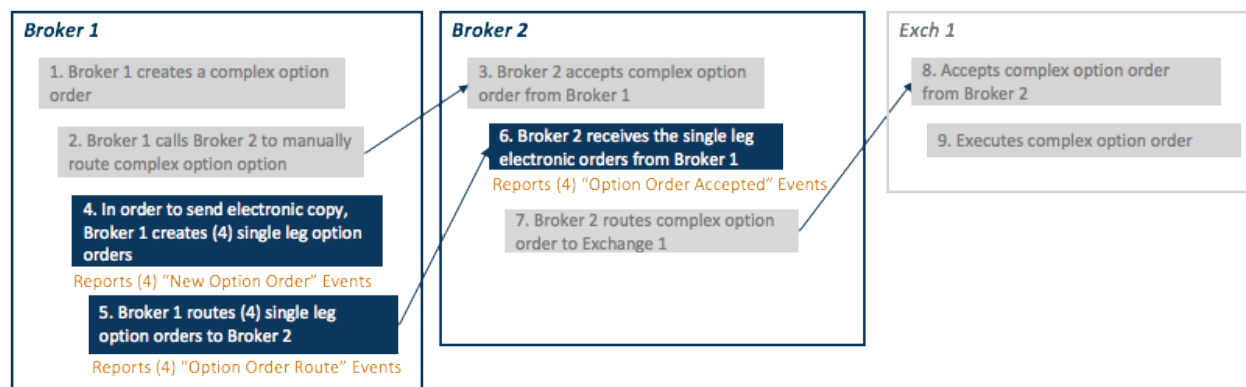 Broker 1
1. Broker 1 creates a complex option
order
2. Broker 1 calls Broker 2 to manually
route complex option option
4. In order to send electronic copy,
Broker 1 creates (4) single leg option
orders
Reports (4) “New Option Order” Events
5. Broker 1 routes (4) single leg
option orders to Broker 2
Reports (4) “Option Order Route” Events
Broker 2
3. Broker 2 accepts complex option
order from Broker 1
6. Broker 2 receives the single leg
electronic orders from Broker 1
Reports (4) “Option Order Accepted” Events
7. Broker 2 routes complex option
order to Exchange 1
Exch 1
8. Accepts complex option order
from Broker 2
9. Executes complex option order